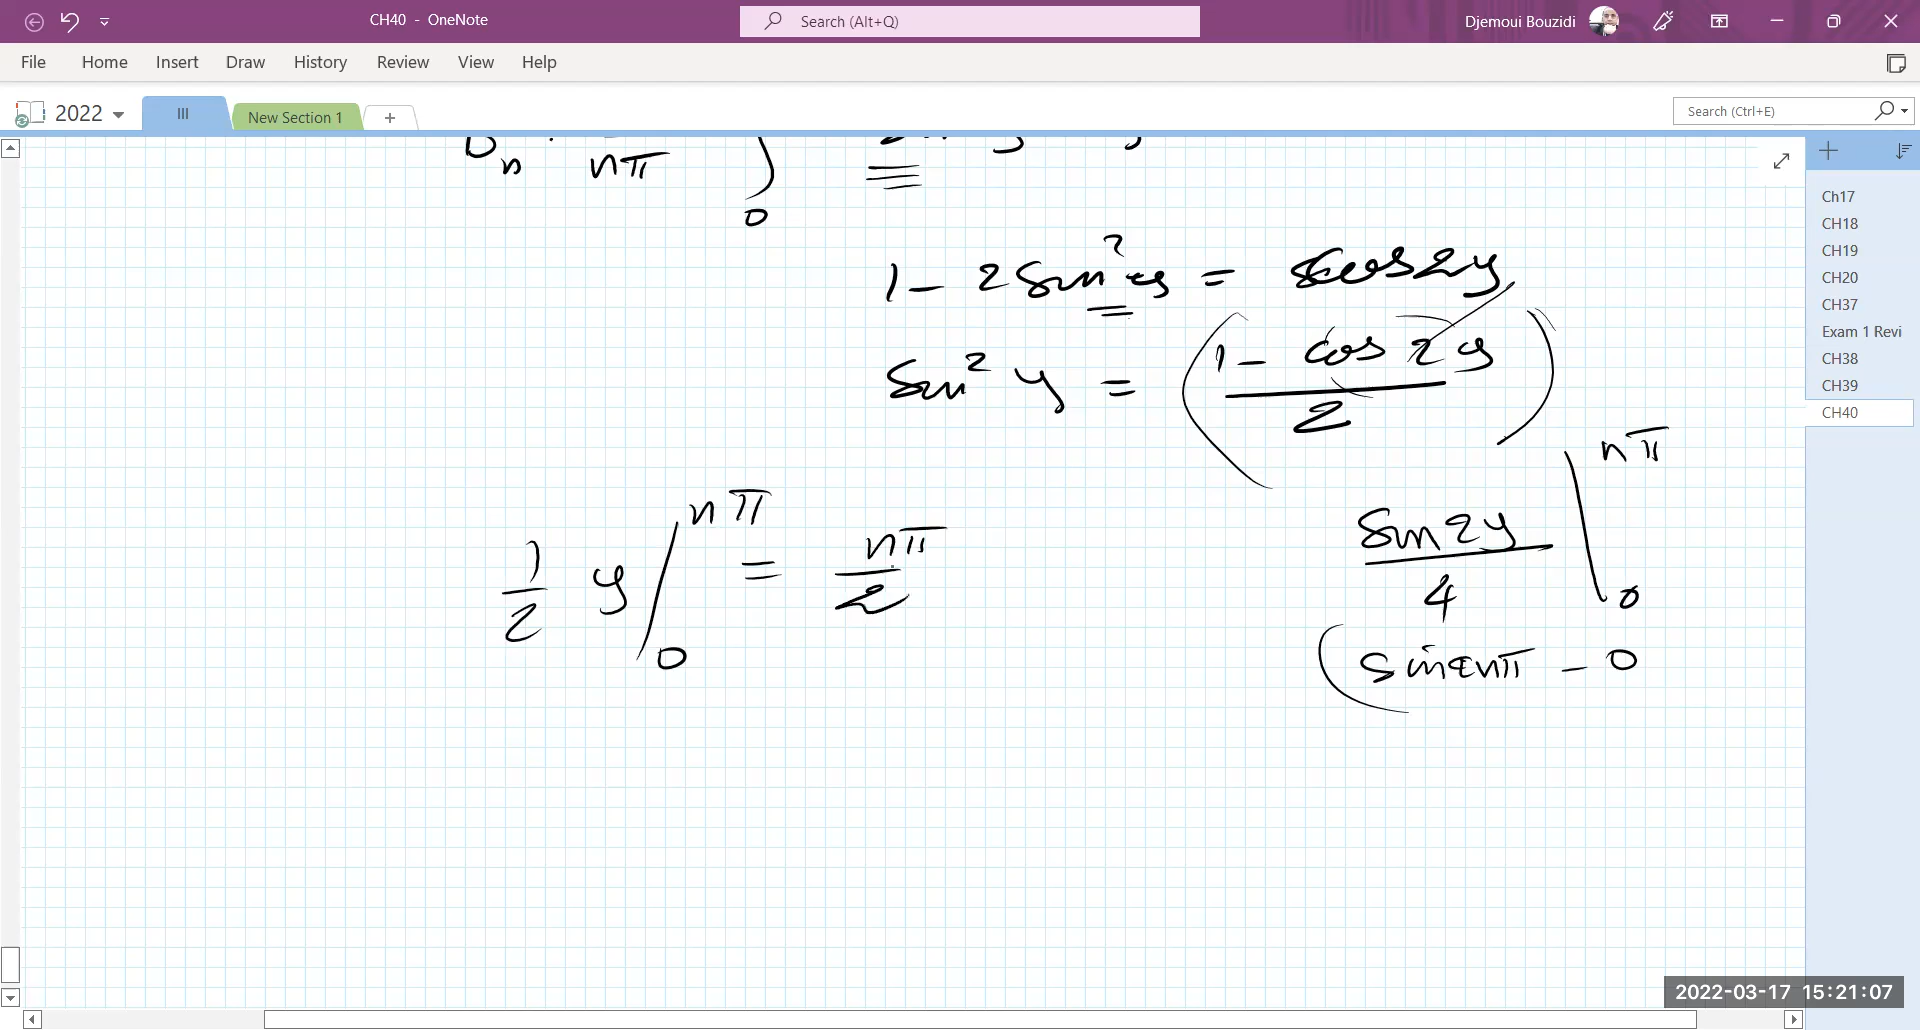 CH40 - OneNote
Search (Alt+Q)
Djemoui Bouzidi
File Home Insert Draw History Review View Help
2022
III
New Section 1
+
Search (Ctrl+E)
Ch17
CH18
CH19
CH20
CH37
Exam 1 Revi
CH38
CH39
CH40
nπ
0
1 - 2 sin² y = cos 2y
sin² y = (1 - cos 2y / 2)
1/2 y | nπ 0 = nπ/2
sin 2y / 4 | nπ 0
(sin 2nπ - 0
2022-03-17 15:21:07